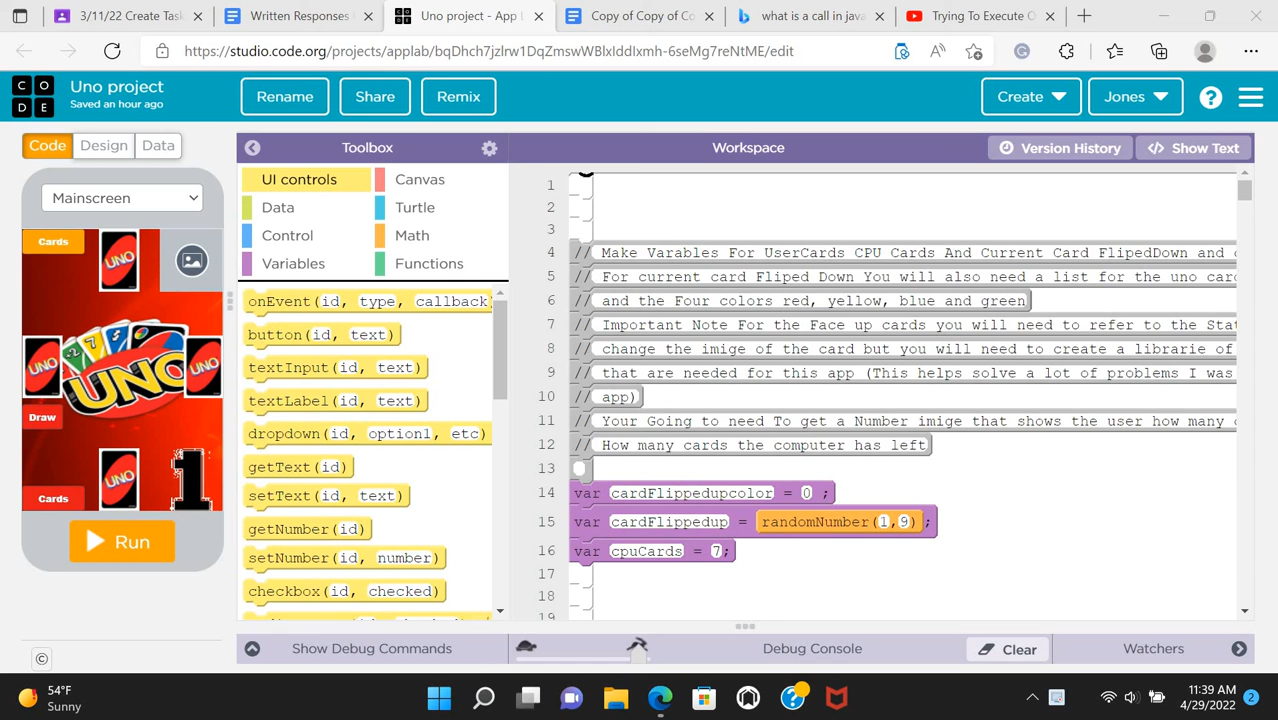 3/11/22 Create Task
Written Responses
Uno project - App L
Copy of Copy of Co
what is a call in java
Trying To Execute O
https://studio.code.org/projects/applab/bqDhch7jzlrw1DqZmswWBlxIddIxmh-6seMg7reNtME/edit
C O
D E
Uno project
Saved an hour ago
Rename
Share
Remix
Create
Jones
Code
Design
Data
Toolbox
Workspace
Version History
Show Text
Mainscreen
UI controls
Canvas
Data
Turtle
Control
Math
Variables
Functions
Cards
UNO
UNO
UNO
UNO
Draw
UNO
Cards
1
Run
onEvent(id, type, callback
button(id, text)
textInput(id, text)
textLabel(id, text)
dropdown(id, option1, etc)
getText(id)
setText(id, text)
getNumber(id)
setNumber(id, number)
checkbox(id, checked)
1
2
3
4 // Make Varables For UserCards CPU Cards And Current Card FlipedDown and
5 // For current card Fliped Down You will also need a list for the uno car
6 // and the Four colors red, yellow, blue and green
7 // Important Note For the Face up cards you will need to refer to the Sta
8 // change the imige of the card but you will need to create a librarie of
9 // that are needed for this app (This helps solve a lot of problems I was
10 // app)
11 // Your Going to need To get a Number imige that shows the user how many
12 // How many cards the computer has left
13
14 var cardFlippedupcolor = 0 ;
15 var cardFlippedup = randomNumber(1,9) ;
16 var cpuCards = 7;
17
18
19
Show Debug Commands
Debug Console
Clear
Watchers
54°F
Sunny
11:39 AM
4/29/2022
2